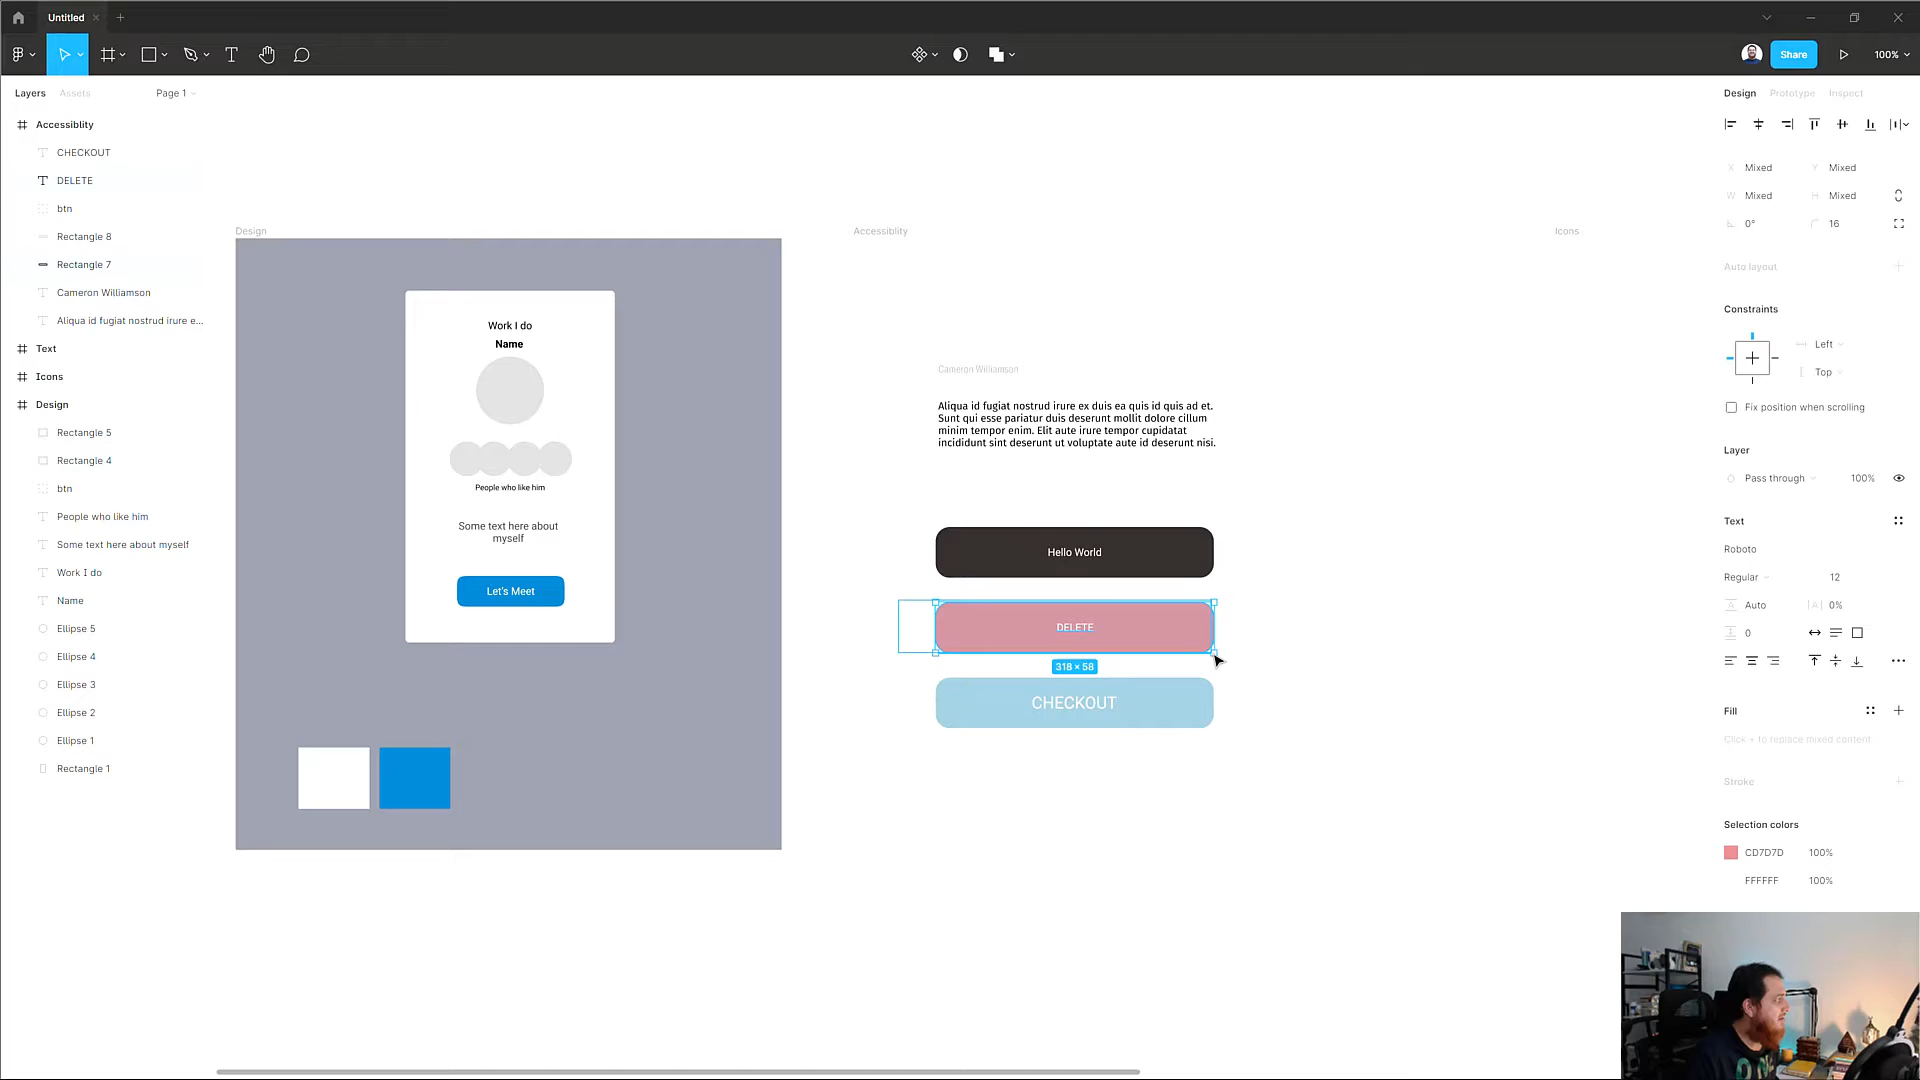 Untitled
Share
100%
Layers
Assets
Page 1
Design
Prototype
Inspect
Accessiblity
CHECKOUT
DELETE
btn
Rectangle 8
Rectangle 7
Cameron Williamson
Aliqua id fugiat nostrud irure e...
Text
Icons
Design
Rectangle 5
Rectangle 4
btn
People who like him
Some text here about myself
Work I do
Name
Ellipse 5
Ellipse 4
Ellipse 3
Ellipse 2
Ellipse 1
Rectangle 1
Design
Work I do
Name
People who like him
Some text here about
myself
Let's Meet
Accessiblity
Cameron Williamson
Aliqua id fugiat nostrud irure ex duis ea quis id quis ad et.
Sunt qui esse pariatur duis deserunt mollit dolore cillum
minim tempor enim. Elit aute irure tempor cupidatat
incididunt sint deserunt ut voluptate aute id deserunt nisi.
Hello World
DELETE
318 × 58
CHECKOUT
Icons
X Mixed Y Mixed
W Mixed H Mixed
0° 16
Auto layout
Constraints
Left
Top
Fix position when scrolling
Layer
Pass through 100%
Text
Roboto
Regular 12
Auto 0%
0
Fill
Click + to replace mixed content
Stroke
Selection colors
CD7D7D 100%
FFFFFF 100%